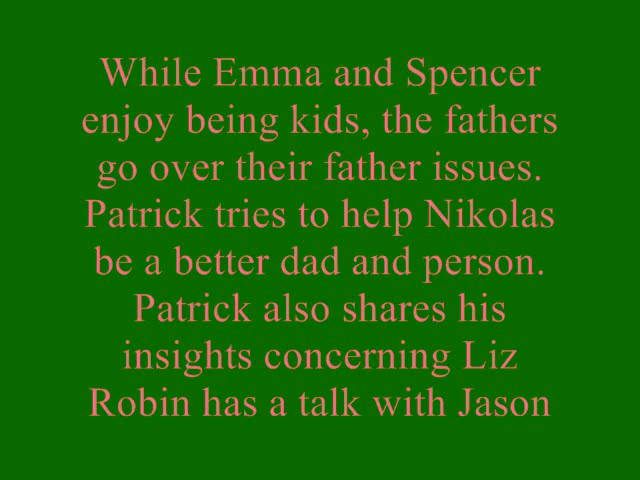 While Emma and Spencer
enjoy being kids, the fathers
go over their father issues.
Patrick tries to help Nikolas
be a better dad and person.
Patrick also shares his
insights concerning Liz
Robin has a talk with Jason